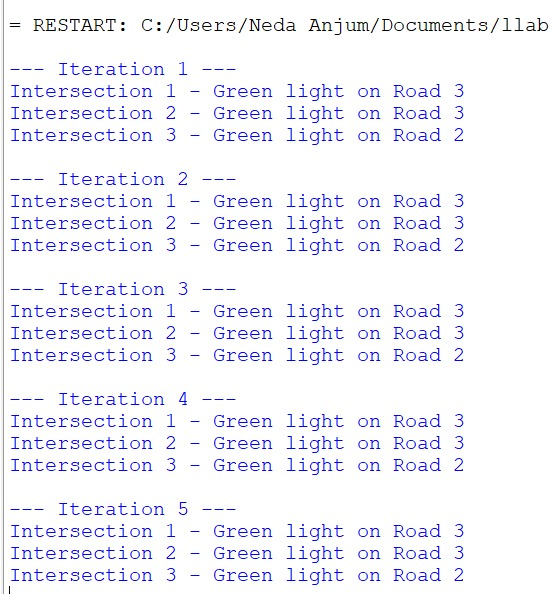 = RESTART: C:/Users/Neda Anjum/Documents/llab
--- Iteration 1 ---
Intersection 1 - Green light on Road 3
Intersection 2 - Green light on Road 3
Intersection 3 - Green light on Road 2
--- Iteration 2 ---
Intersection 1 - Green light on Road 3
Intersection 2 - Green light on Road 3
Intersection 3 - Green light on Road 2
--- Iteration 3 ---
Intersection 1 - Green light on Road 3
Intersection 2 - Green light on Road 3
Intersection 3 - Green light on Road 2
--- Iteration 4 ---
Intersection 1 - Green light on Road 3
Intersection 2 - Green light on Road 3
Intersection 3 - Green light on Road 2
--- Iteration 5 ---
Intersection 1 - Green light on Road 3
Intersection 2 - Green light on Road 3
Intersection 3 - Green light on Road 2